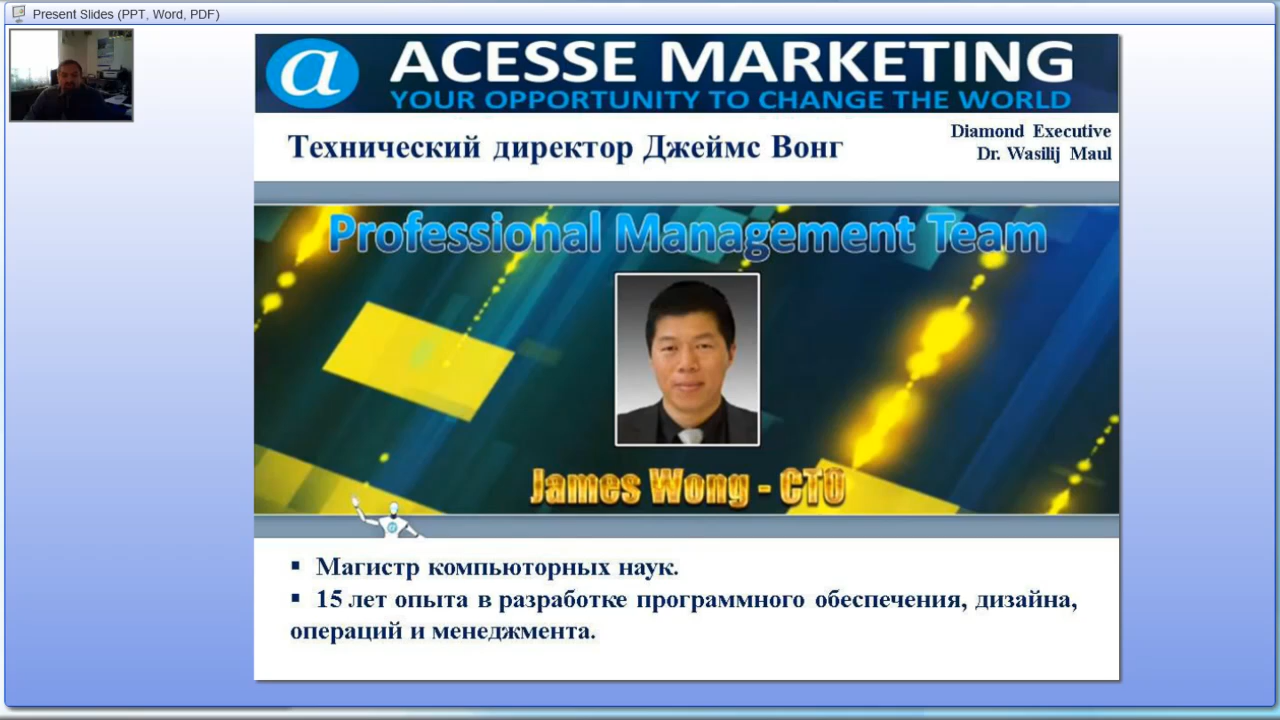 Present Slides (PPT, Word, PDF)
a ACESSE MARKETING
YOUR OPPORTUNITY TO CHANGE THE WORLD
Технический директор Джеймс Вонг
Diamond Executive
Dr. Wasilij Maul
Professional Management Team
James Wong - CTO
▪ Магистр компьюторных наук.
▪ 15 лет опыта в разработке программного обеспечения, дизайна,
операций и менеджмента.